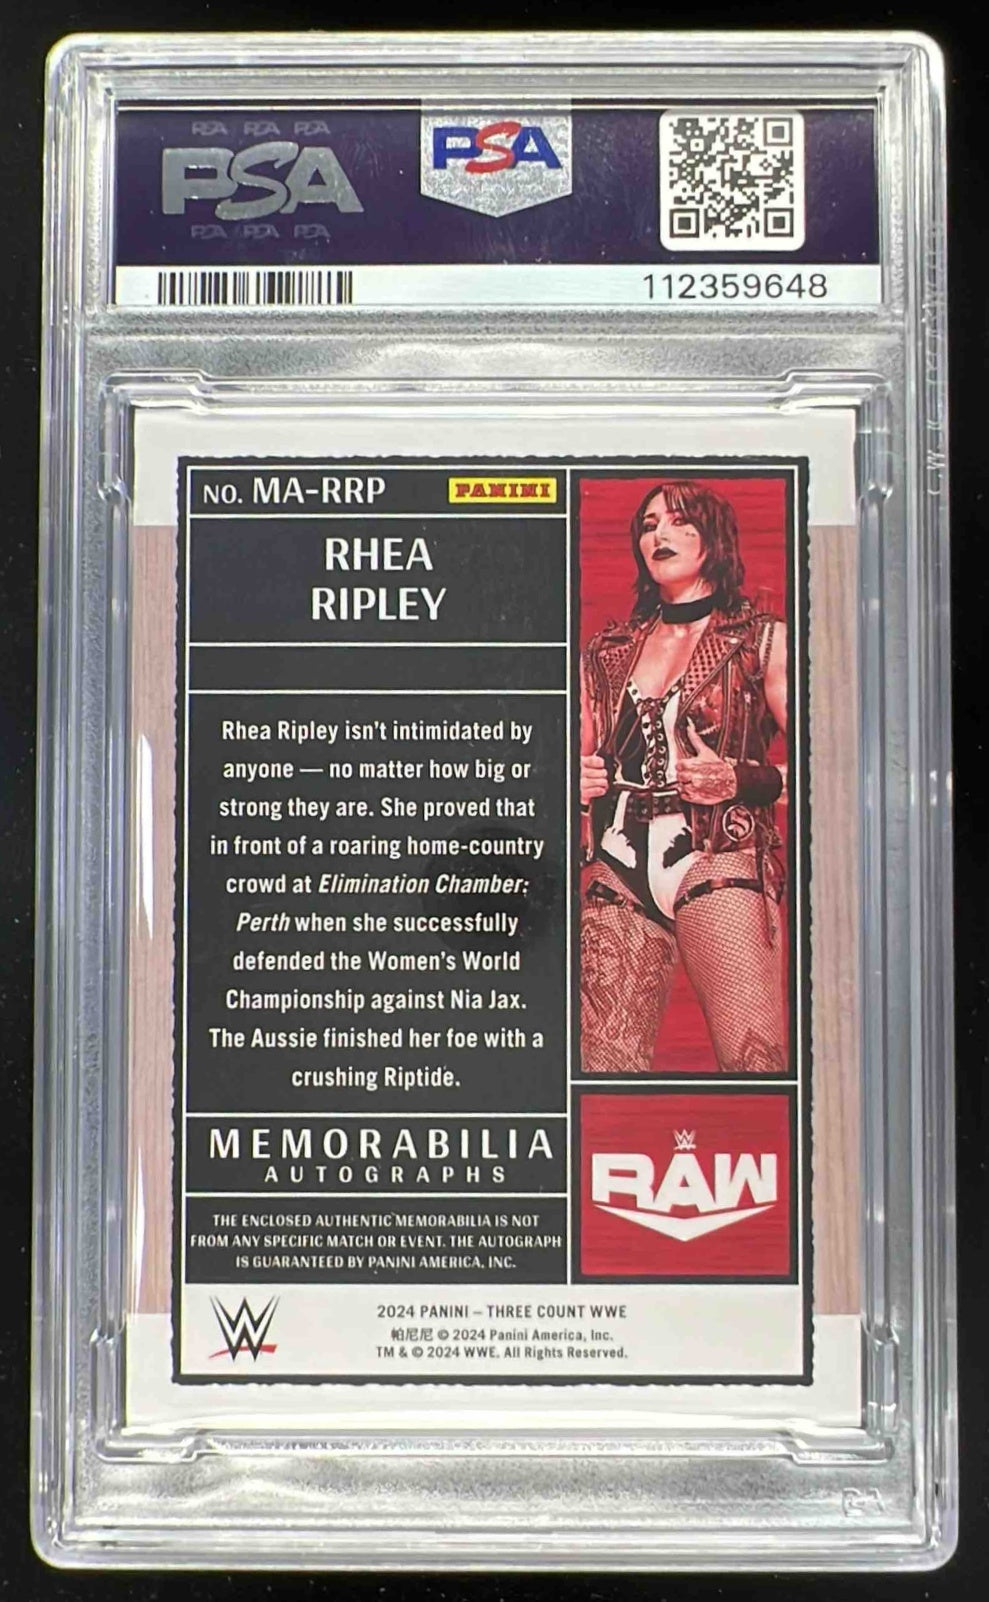 PSA PSA PSA
PSA
PSA PSA PSA
PSA
112359648
NO. MA-RRP
PANINI
RHEA
RIPLEY
Rhea Ripley isn't intimidated by
anyone — no matter how big or
strong they are. She proved that
in front of a roaring home-country
crowd at Elimination Chamber:
Perth when she successfully
defended the Women's World
Championship against Nia Jax.
The Aussie finished her foe with a
crushing Riptide.
MEMORABILIA
AUTOGRAPHS
THE ENCLOSED AUTHENTIC MEMORABILIA IS NOT
FROM ANY SPECIFIC MATCH OR EVENT. THE AUTOGRAPH
IS GUARANTEED BY PANINI AMERICA, INC.
W
RAW
W
2024 PANINI – THREE COUNT WWE
帕尼尼 © 2024 Panini America, Inc.
TM & © 2024 WWE. All Rights Reserved.